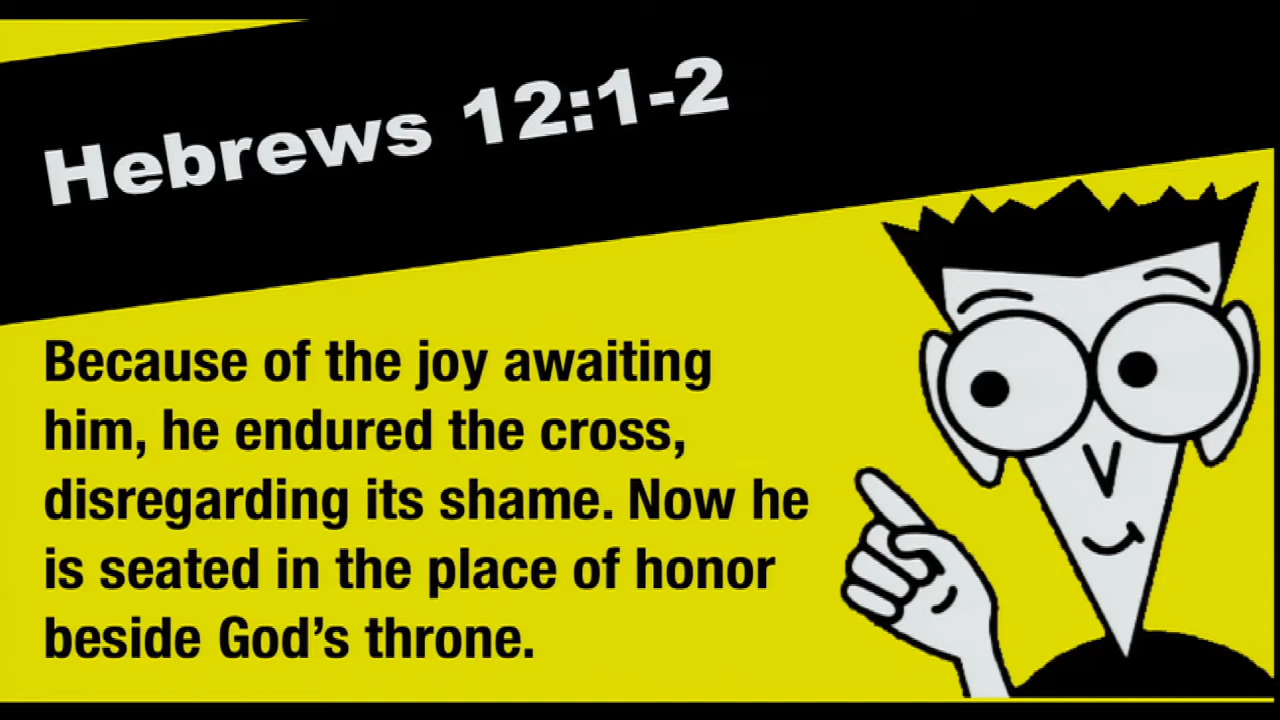 Hebrews 12:1-2
Because of the joy awaiting
him, he endured the cross,
disregarding its shame. Now he
is seated in the place of honor
beside God’s throne.